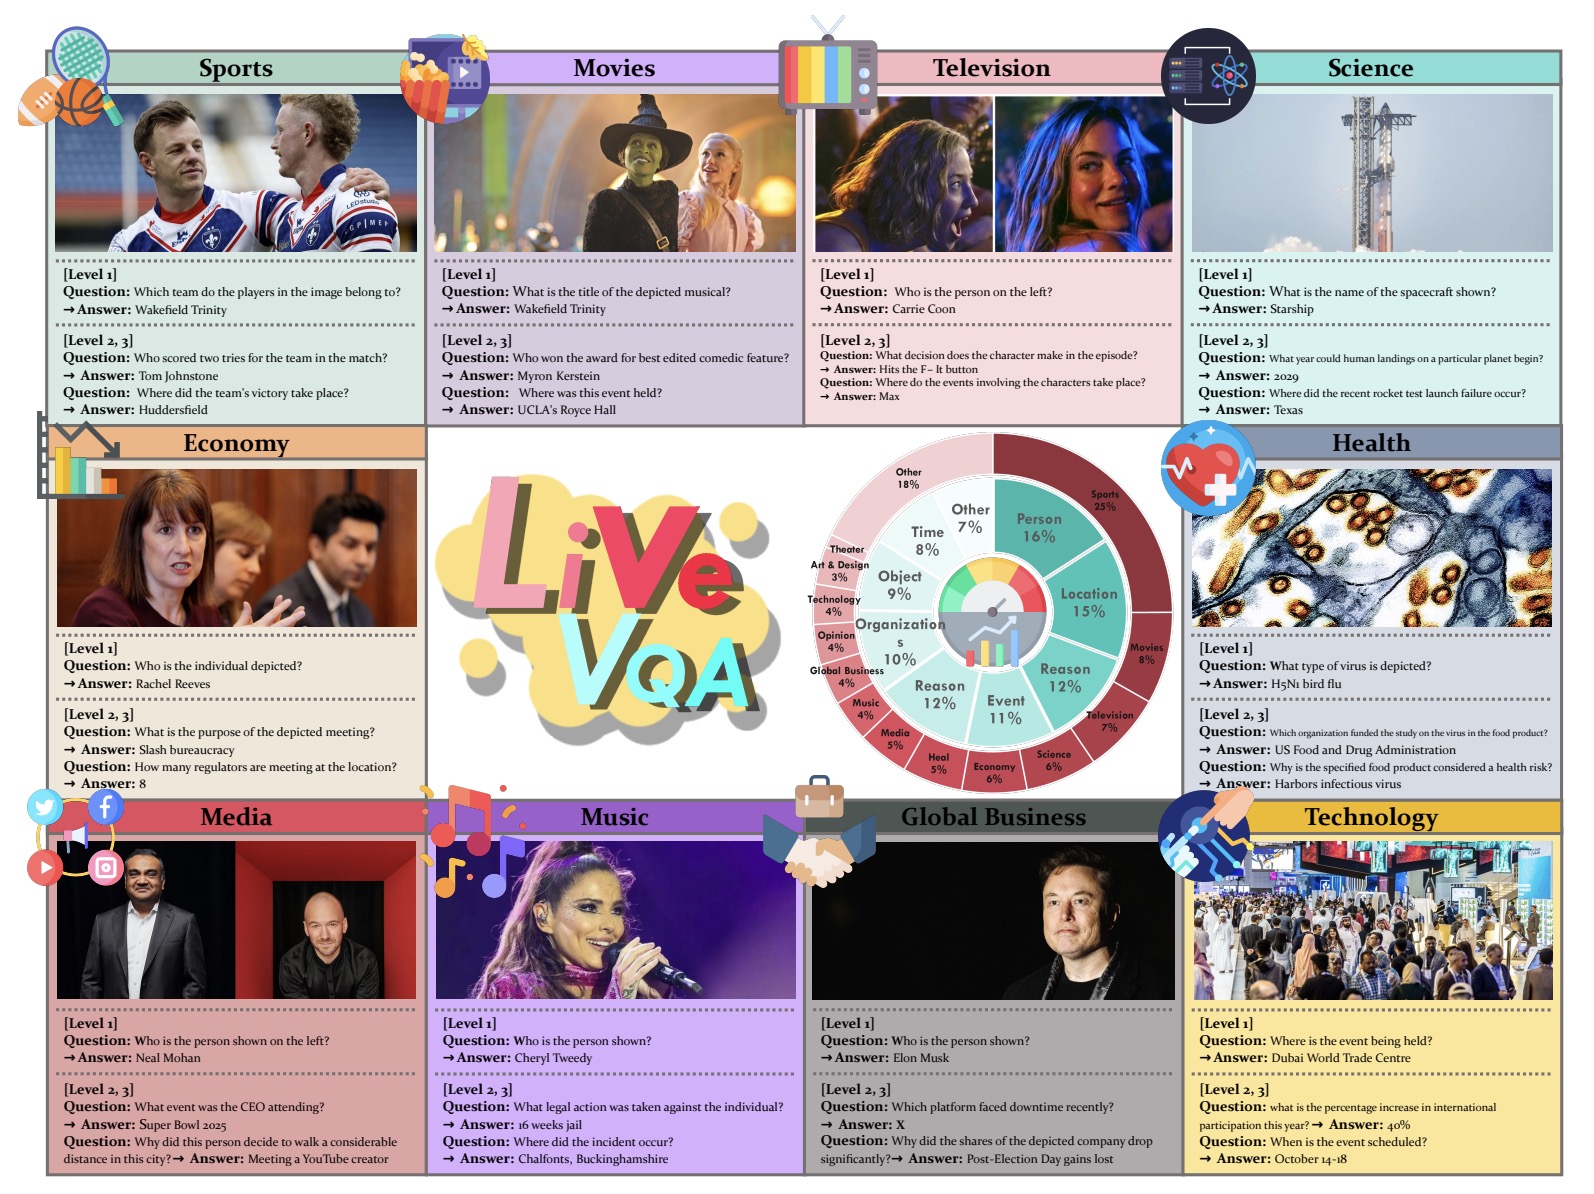 Sports
[Level 1]
Question: Which team do the players in the image belong to?
→Answer: Wakefield Trinity
[Level 2, 3]
Question: Who scored two tries for the team in the match?
→ Answer: Tom Johnstone
Question: Where did the team's victory take place?
→ Answer: Huddersfield
Movies
[Level 1]
Question: What is the title of the depicted musical?
→Answer: Wakefield Trinity
[Level 2, 3]
Question: Who won the award for best edited comedic feature?
→ Answer: Myron Kerstein
Question: Where was this event held?
→ Answer: UCLA's Royce Hall
Television
[Level 1]
Question: Who is the person on the left?
→Answer: Carrie Coon
[Level 2, 3]
Question: What decision does the character make in the episode?
→ Answer: Hits the F– It button
Question: Where do the events involving the characters take place?
→ Answer: Max
Science
[Level 1]
Question: What is the name of the spacecraft shown?
→Answer: Starship
[Level 2, 3]
Question: What year could human landings on a particular planet begin?
→ Answer: 2029
Question: Where did the recent rocket test launch failure occur?
→ Answer: Texas
Economy
[Level 1]
Question: Who is the individual depicted?
→Answer: Rachel Reeves
[Level 2, 3]
Question: What is the purpose of the depicted meeting?
→ Answer: Slash bureaucracy
Question: How many regulators are meeting at the location?
→ Answer: 8
LiVe
VQA
Other
18%
Sports
25%
Movies
8%
Television
7%
Science
6%
Economy
6%
Heal
5%
Media
5%
Music
4%
Global Business
4%
Opinion
4%
Technology
4%
Art & Design
3%
Theater
Person
16%
Location
15%
Reason
12%
Event
11%
Reason
12%
Organization
s
10%
Object
9%
Time
8%
Other
7%
Health
[Level 1]
Question: What type of virus is depicted?
→Answer: H5N1 bird flu
[Level 2, 3]
Question: Which organization funded the study on the virus in the food product?
→ Answer: US Food and Drug Administration
Question: Why is the specified food product considered a health risk?
→ Answer: Harbors infectious virus
Media
[Level 1]
Question: Who is the person shown on the left?
→Answer: Neal Mohan
[Level 2, 3]
Question: What event was the CEO attending?
→ Answer: Super Bowl 2025
Question: Why did this person decide to walk a considerable
distance in this city?→ Answer: Meeting a YouTube creator
Music
[Level 1]
Question: Who is the person shown?
→Answer: Cheryl Tweedy
[Level 2, 3]
Question: What legal action was taken against the individual?
→ Answer: 16 weeks jail
Question: Where did the incident occur?
→ Answer: Chalfonts, Buckinghamshire
Global Business
[Level 1]
Question: Who is the person shown?
→Answer: Elon Musk
[Level 2, 3]
Question: Which platform faced downtime recently?
→ Answer: X
Question: Why did the shares of the depicted company drop
significantly?→ Answer: Post-Election Day gains lost
Technology
[Level 1]
Question: Where is the event being held?
→Answer: Dubai World Trade Centre
[Level 2, 3]
Question: what is the percentage increase in international
participation this year?→ Answer: 40%
Question: When is the event scheduled?
→ Answer: October 14-18